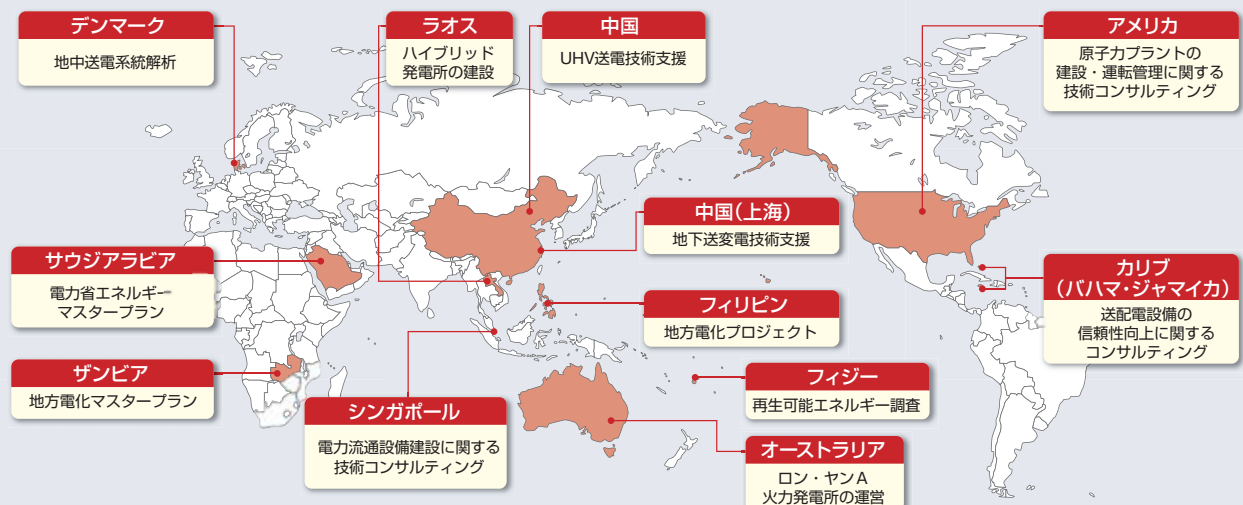 デンマーク
地中送電系統解析
ラオス
ハイブリッド
発電所の建設
中国
UHV送電技術支援
アメリカ
原子力プラントの
建設・運転管理に関する
技術コンサルティング
中国(上海)
地下送変電技術支援
サウジアラビア
電力省エネルギー
マスタープラン
カリブ
(バハマ・ジャマイカ)
送配電設備の
信頼性向上に関する
コンサルティング
フィリピン
地方電化プロジェクト
ザンビア
地方電化マスタープラン
フィジー
再生可能エネルギー調査
シンガポール
電力流通設備建設に関する
技術コンサルティング
オーストラリア
ロン・ヤンA
火力発電所の運営